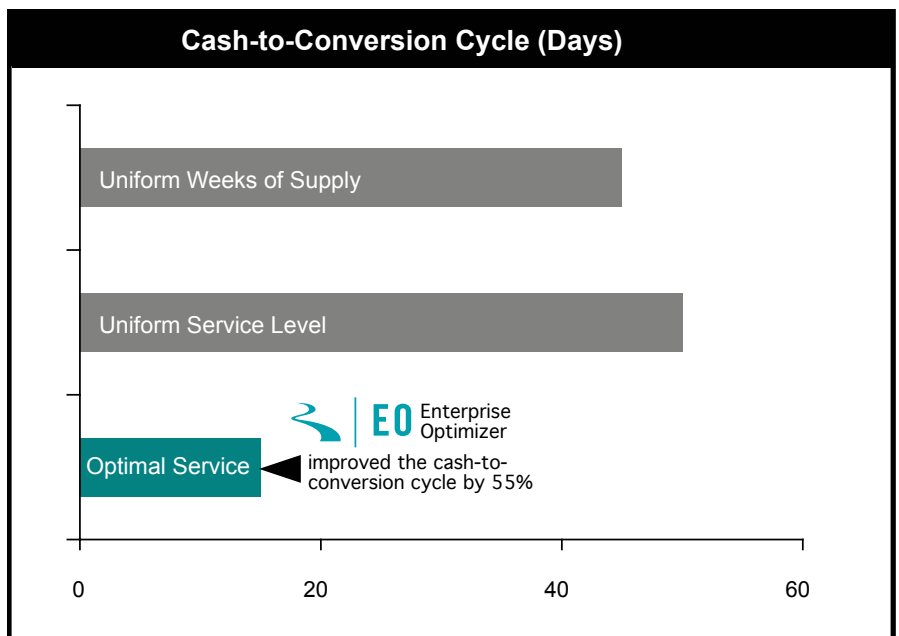 Cash-to-Conversion Cycle (Days)
Uniform Weeks of Supply
Uniform Service Level
EO Enterprise
Optimizer
Optimal Service
improved the cash-to-
conversion cycle by 55%
0 20 40 60